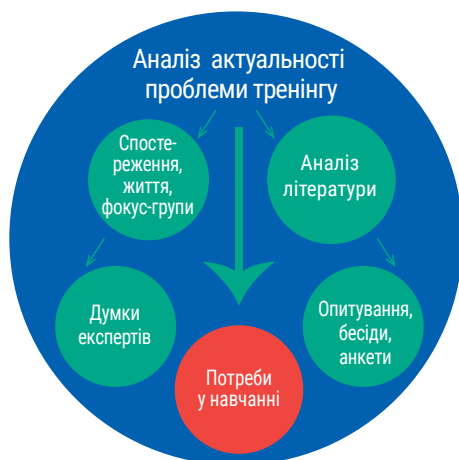 Аналіз актуальності
проблеми тренінгу
Спосте-
реження,
життя,
фокус-групи
Аналіз
літератури
Думки
експертів
Опитування,
бесіди,
анкети
Потреби
у навчанні